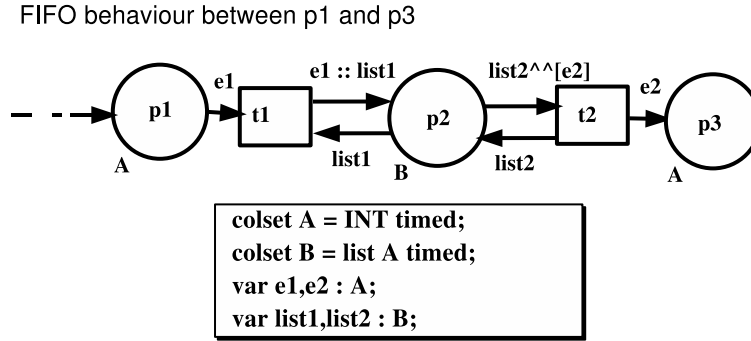 FIFO behaviour between p1 and p3
e1 e1 :: list1 list2^^[e2] e2
p1 t1 p2 t2 p3
list1 list2
A B A
colset A = INT timed;
colset B = list A timed;
var e1,e2 : A;
var list1,list2 : B;